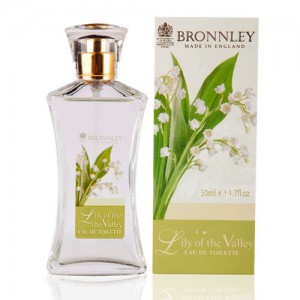 BRONNLEY
MADE IN ENGLAND
50ml e 1.7fl.oz
Lily of the Valley
EAU DE TOILETTE
BRONNLEY
Lily of the
Valley
EAU DE TOILETTE